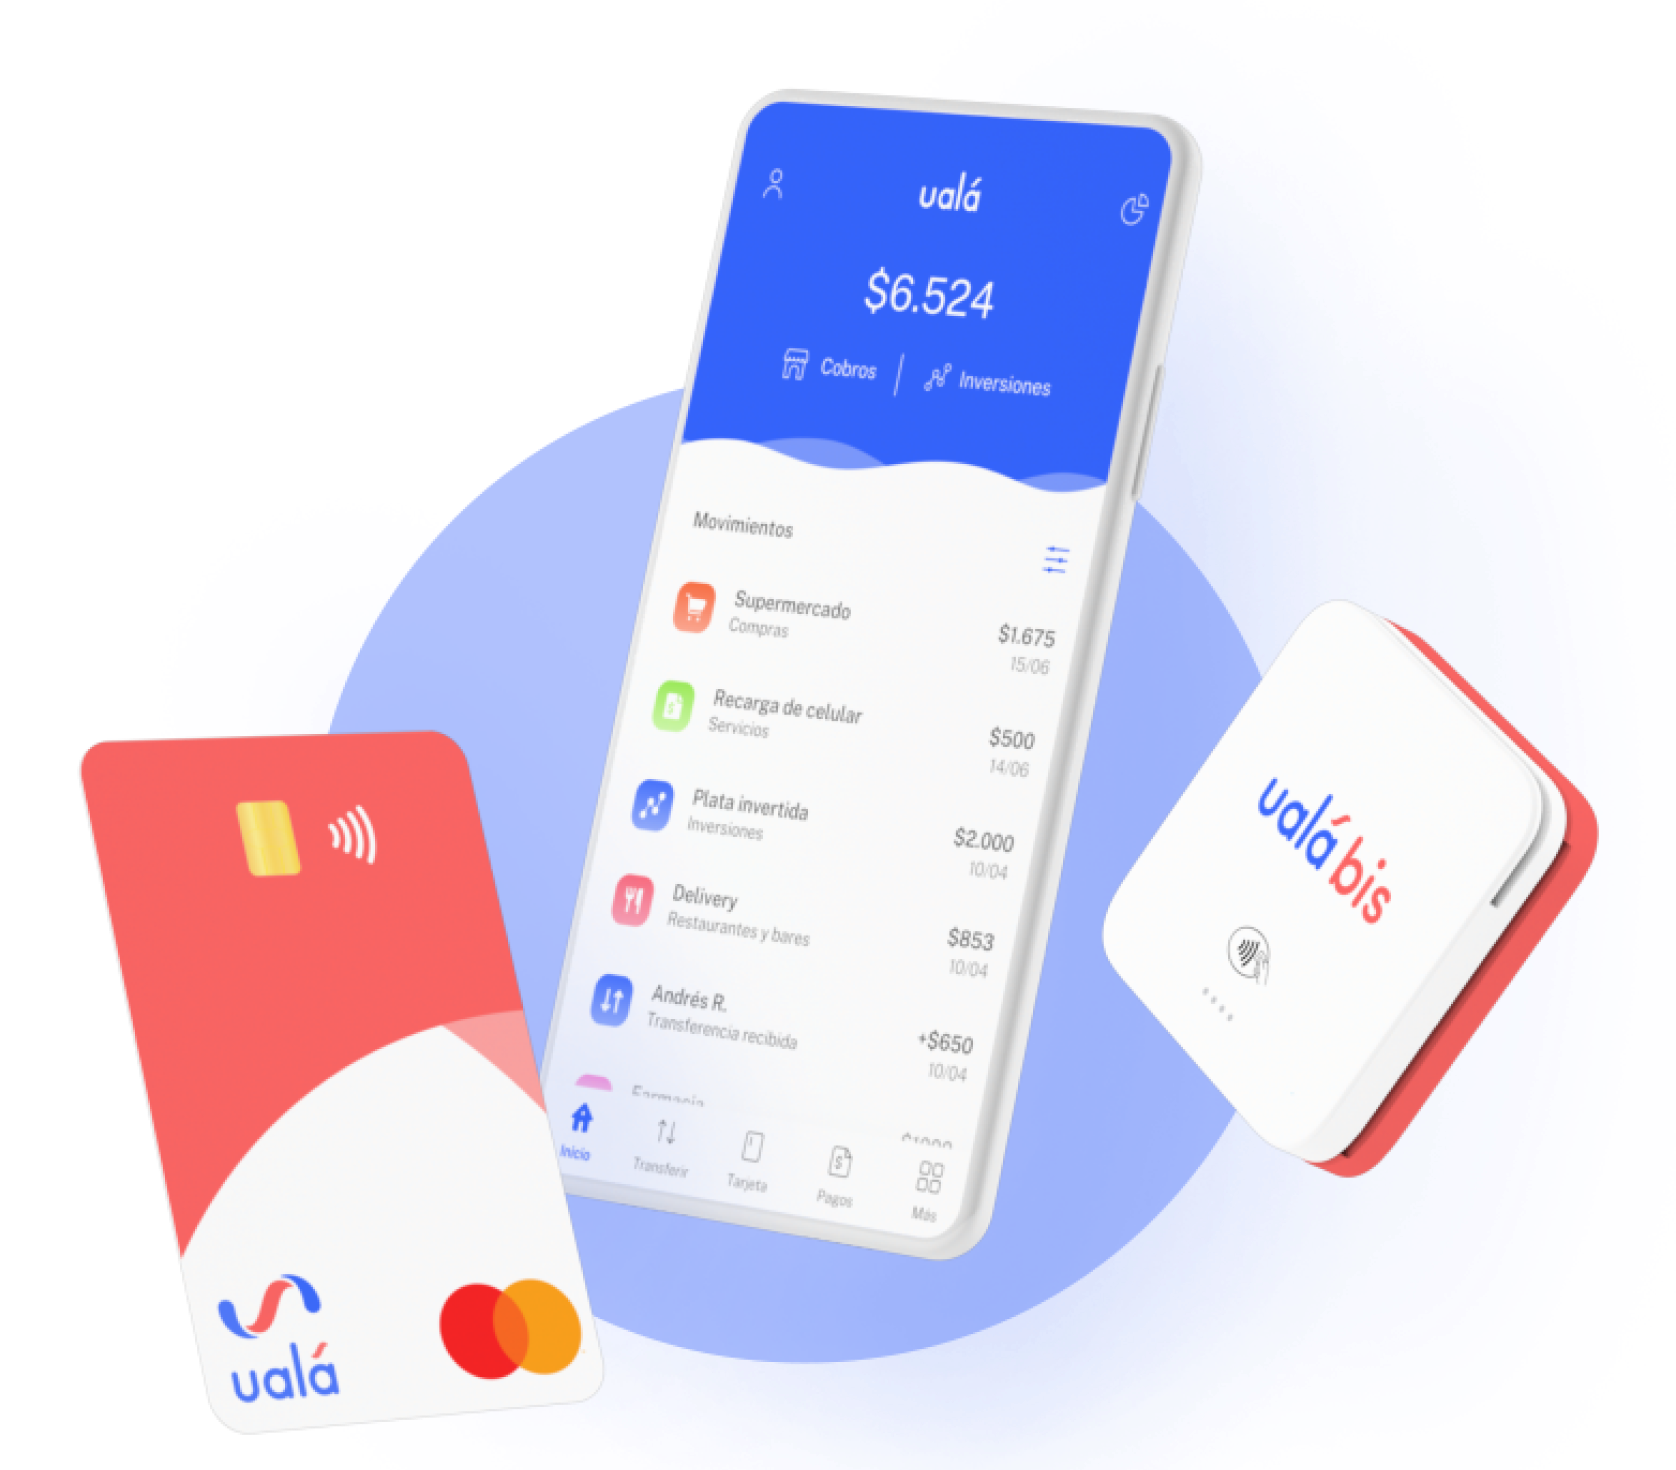 ualá
$6.524
Cobros | Inversiones
Movimientos
Supermercado
Compras
$1.675
15/06
Recarga de celular
Servicios
$500
14/06
Plata invertida
Inversiones
$2.000
10/04
Delivery
Restaurantes y bares
$853
10/04
Andrés R.
Transferencia recibida
+$650
10/04
Farmacia
Inicio
Transferir
Tarjeta
Pagos
Más
ualá
ualábis